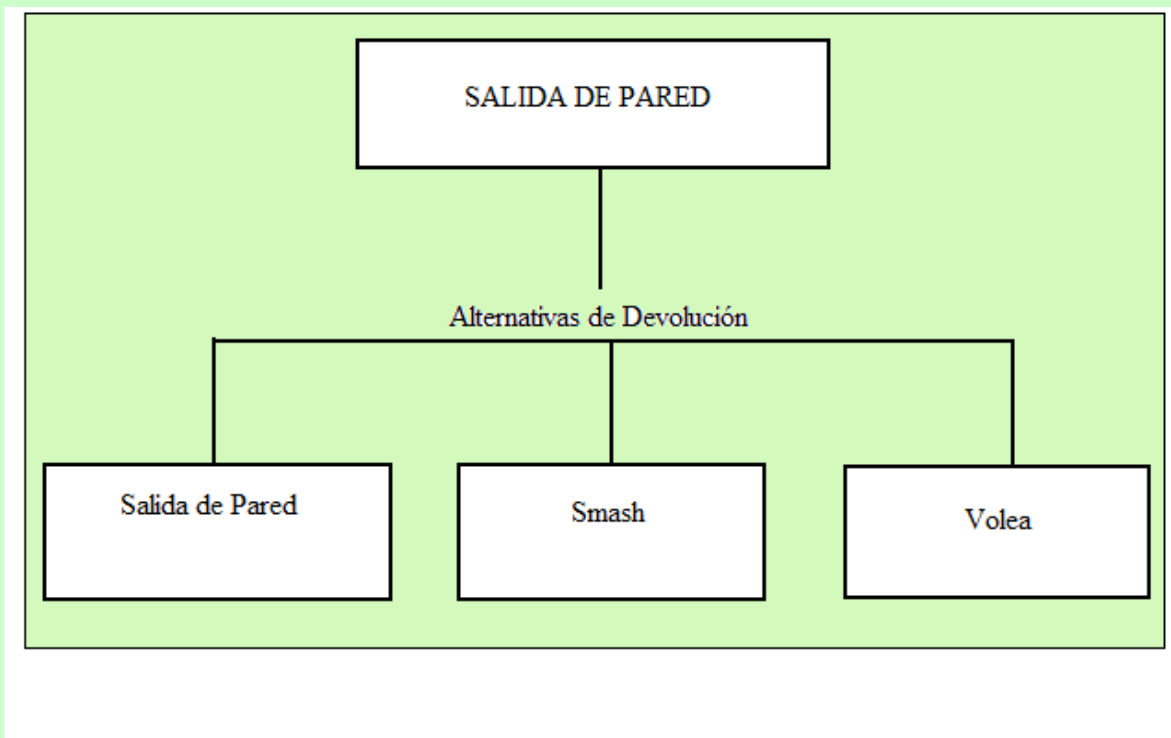 SALIDA DE PARED
Alternativas de Devolución
Salida de Pared
Smash
Volea